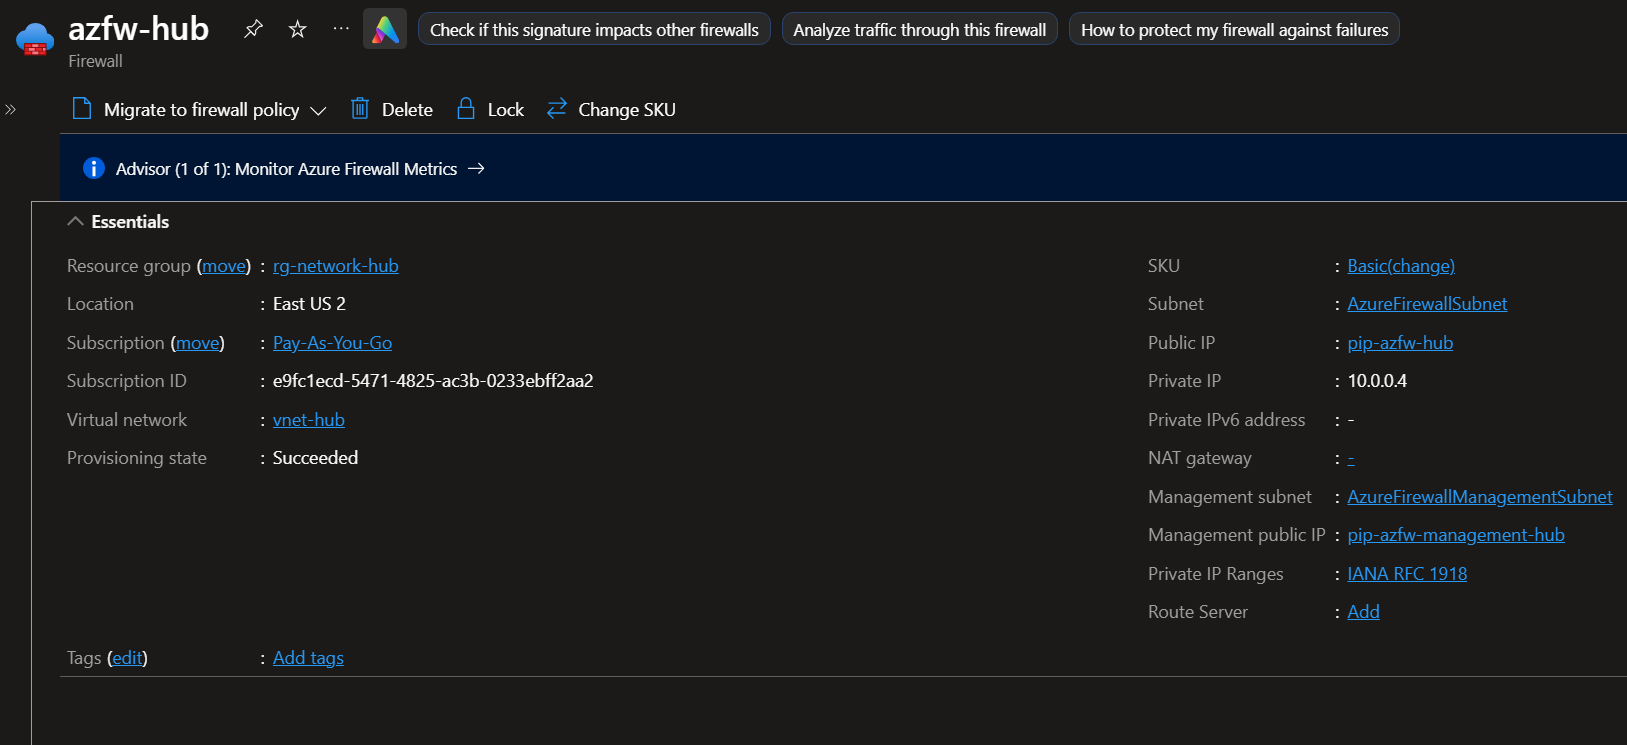 azfw-hub
Firewall
Check if this signature impacts other firewalls
Analyze traffic through this firewall
How to protect my firewall against failures
Migrate to firewall policy
Delete
Lock
Change SKU
Advisor (1 of 1): Monitor Azure Firewall Metrics →
Essentials
Resource group (move) : rg-network-hub
Location : East US 2
Subscription (move) : Pay-As-You-Go
Subscription ID : e9fc1ecd-5471-4825-ac3b-0233ebff2aa2
Virtual network : vnet-hub
Provisioning state : Succeeded
SKU : Basic(change)
Subnet : AzureFirewallSubnet
Public IP : pip-azfw-hub
Private IP : 10.0.0.4
Private IPv6 address : -
NAT gateway : -
Management subnet : AzureFirewallManagementSubnet
Management public IP : pip-azfw-management-hub
Private IP Ranges : IANA RFC 1918
Route Server : Add
Tags (edit) : Add tags